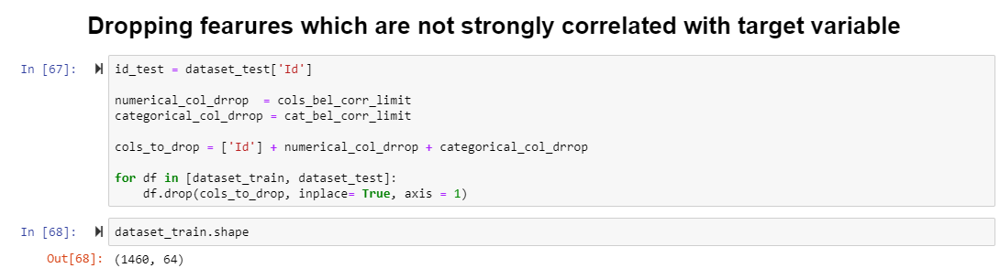 Dropping fearures which are not strongly correlated with target variable
In [67]:
id_test = dataset_test['Id']
numerical_col_drrop  = cols_bel_corr_limit
categorical_col_drrop = cat_bel_corr_limit
cols_to_drop = ['Id'] + numerical_col_drrop + categorical_col_drrop
for df in [dataset_train, dataset_test]:
    df.drop(cols_to_drop, inplace= True, axis = 1)
In [68]:
dataset_train.shape
Out[68]: (1460, 64)